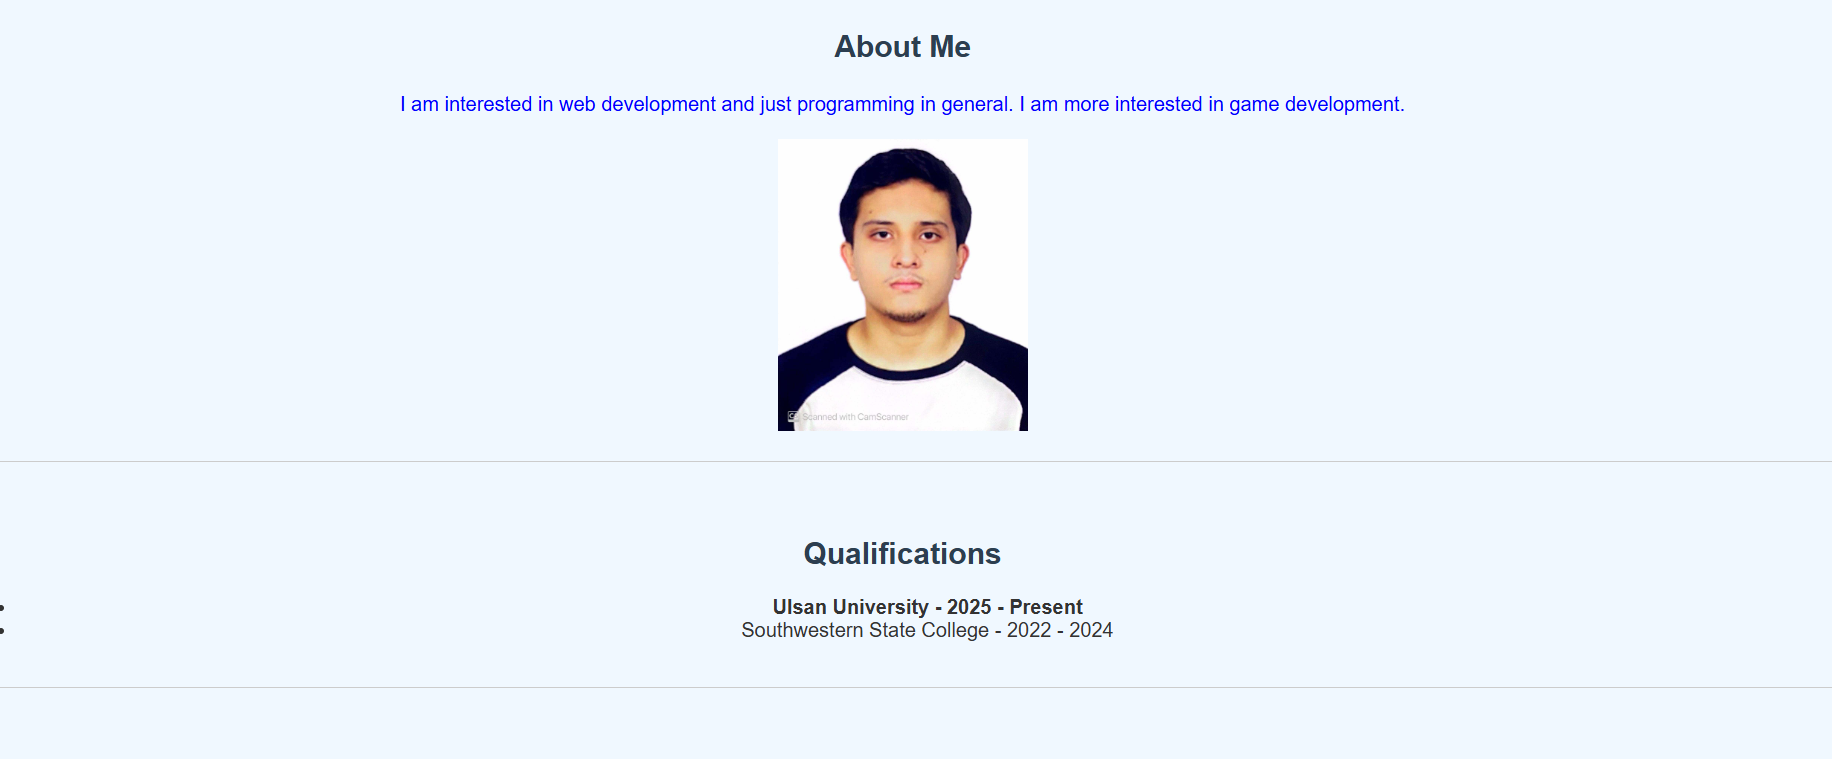 About Me
I am interested in web development and just programming in general. I am more interested in game development.
CS Scanned with CamScanner
Qualifications
Ulsan University - 2025 - Present
Southwestern State College - 2022 - 2024